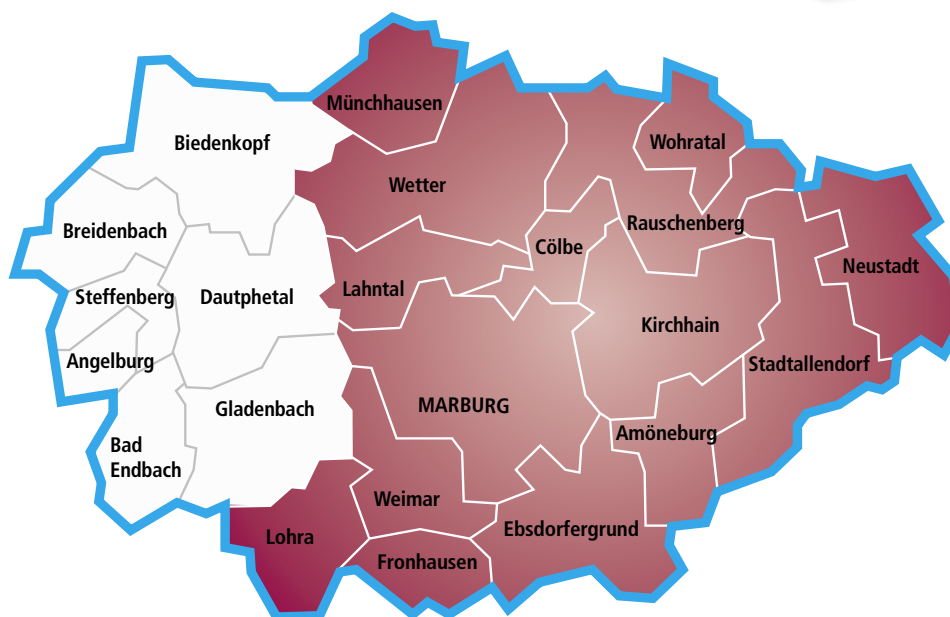 Münchhausen
Biedenkopf
Wohratal
Wetter
Breidenbach
Rauschenberg
Cölbe
Neustadt
Steffenberg
Dautphetal
Lahntal
Kirchhain
Angelburg
Stadtallendorf
Gladenbach
MARBURG
Amöneburg
Bad
Endbach
Weimar
Ebsdorfergrund
Lohra
Fronhausen